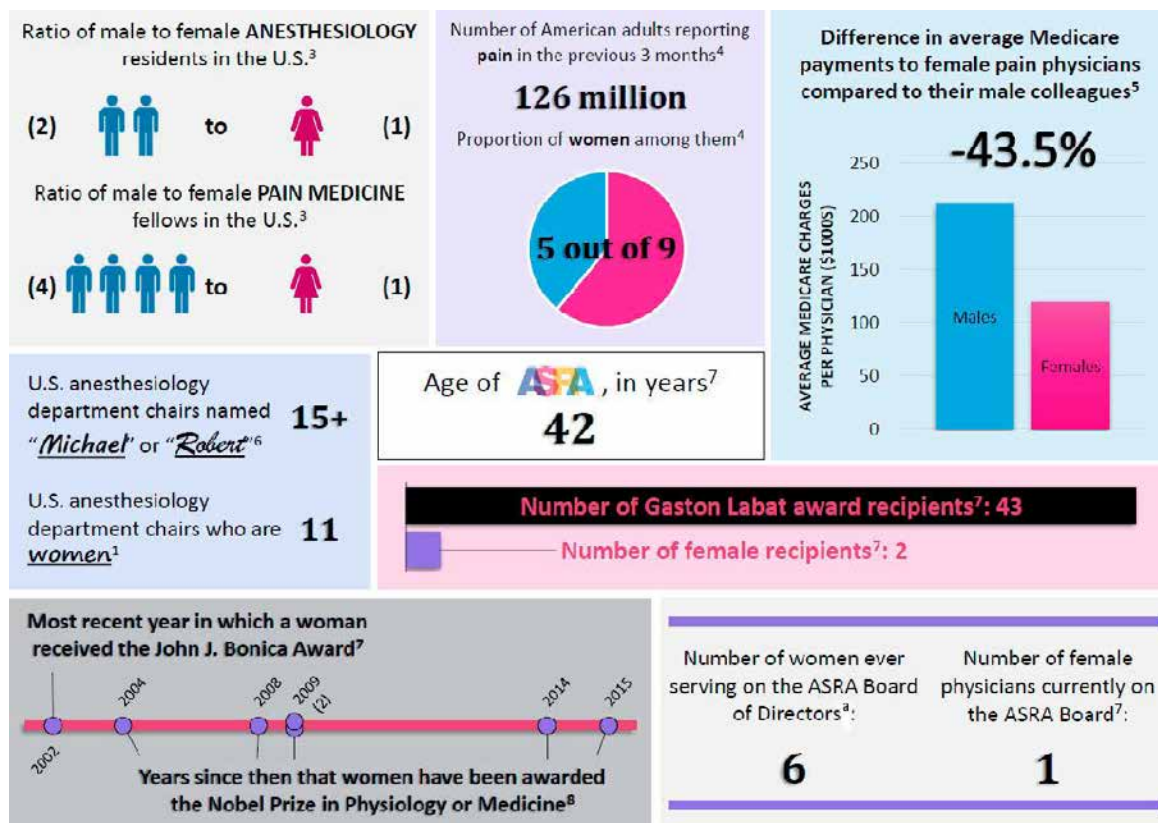 Ratio of male to female ANESTHESIOLOGY
residents in the U.S.³
(2) to (1)
Ratio of male to female PAIN MEDICINE
fellows in the U.S.³
(4) to (1)
Number of American adults reporting
pain in the previous 3 months⁴
126 million
Proportion of women among them⁴
5 out of 9
Difference in average Medicare
payments to female pain physicians
compared to their male colleagues⁵
-43.5%
AVERAGE MEDICARE CHARGES
PER PHYSICIAN ($1000S)
250
200
150
100
50
0
Males
Females
U.S. anesthesiology
department chairs named
"Michael" or "Robert"⁶
15+
U.S. anesthesiology
department chairs who are
women¹
11
Age of ASRA, in years⁷
42
Number of Gaston Labat award recipients⁷: 43
Number of female recipients⁷: 2
Most recent year in which a woman
received the John J. Bonica Award⁷
2002
2004
2008
2009
(2)
2014
2015
Years since then that women have been awarded
the Nobel Prize in Physiology or Medicine⁸
Number of women ever
serving on the ASRA Board
of Directorsᵃ:
6
Number of female
physicians currently on
the ASRA Board⁷:
1